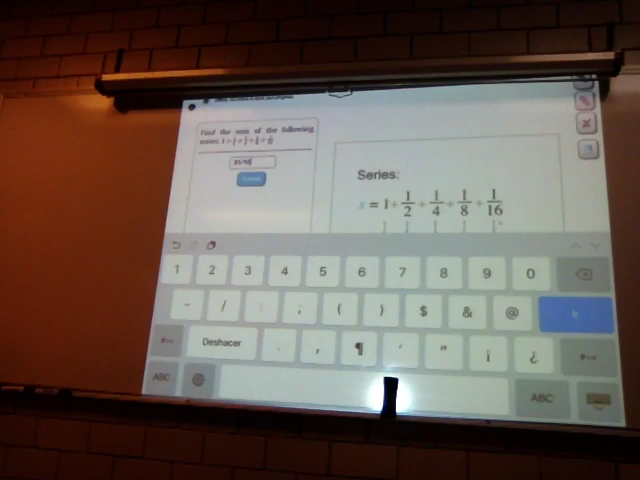 Find the sum of the following
series: 1 + 1/2 + 1/4 + 1/8 + 1/16
31/16
Series:
s = 1 + 1/2 + 1/4 + 1/8 + 1/16
1 2 3 4 5 6 7 8 9 0
- / : ; ( ) $ & @
Deshacer . , ¶ ' " ¡ ¿
ABC ABC